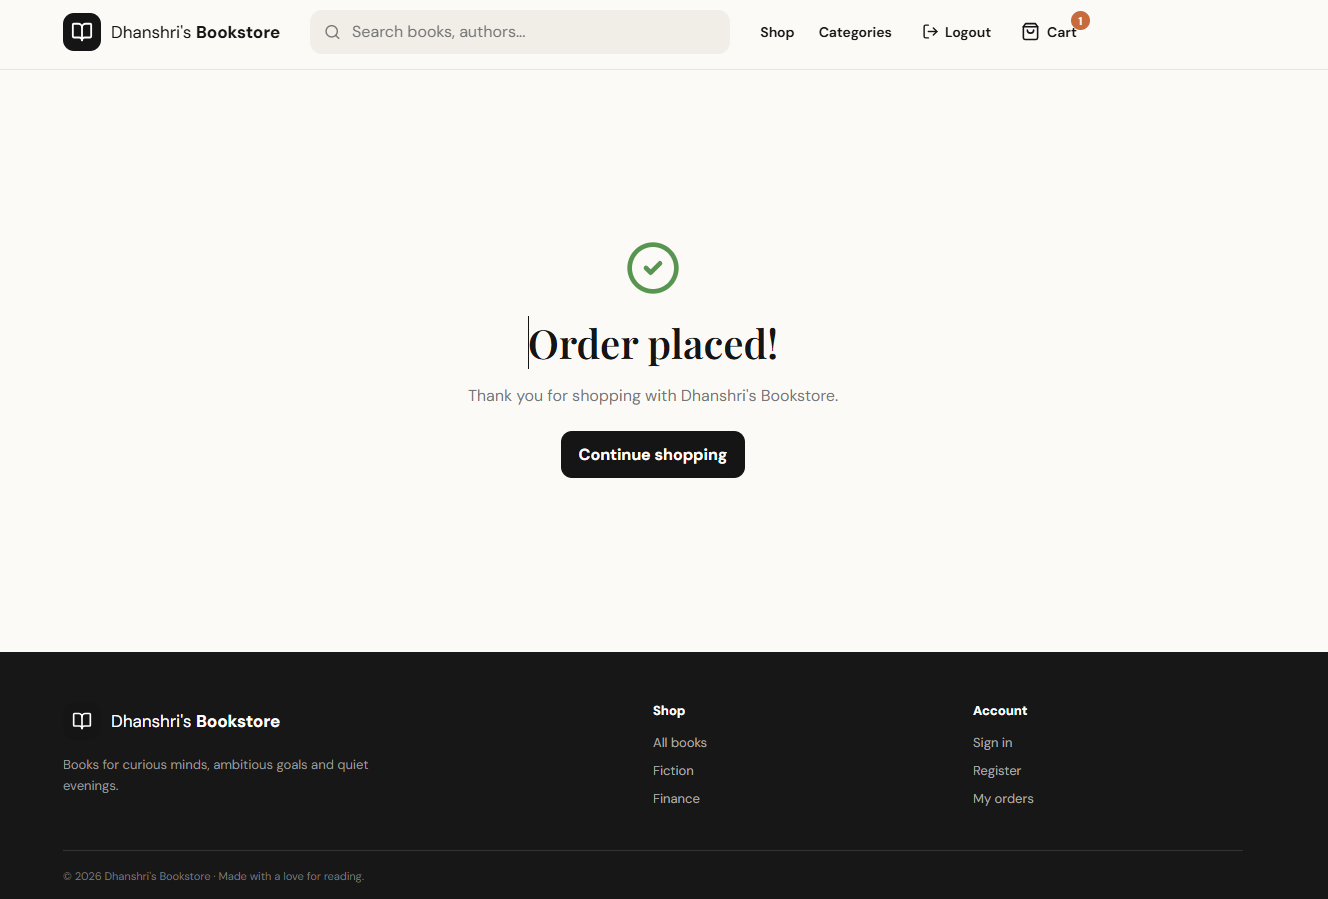 Dhanshri's Bookstore
Search books, authors...
Shop
Categories
Logout
Cart
1
Order placed!
Thank you for shopping with Dhanshri's Bookstore.
Continue shopping
Dhanshri's Bookstore
Books for curious minds, ambitious goals and quiet
evenings.
Shop
All books
Fiction
Finance
Account
Sign in
Register
My orders
© 2026 Dhanshri's Bookstore · Made with a love for reading.